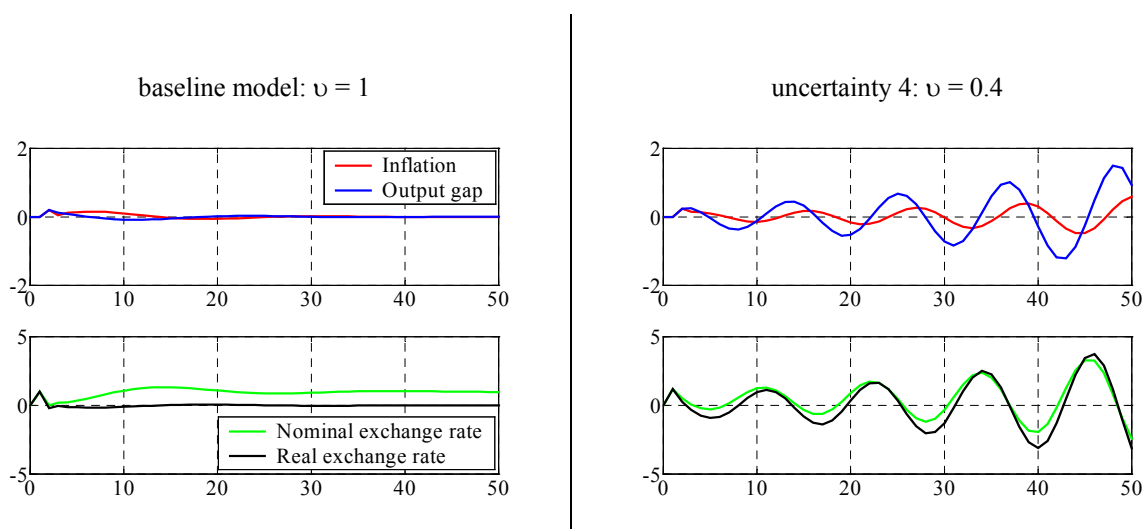 baseline model: υ = 1
2
0
-2
Inflation
Output gap
0 10 20 30 40 50
5
0
-5
Nominal exchange rate
Real exchange rate
0 10 20 30 40 50
uncertainty 4: υ = 0.4
2
0
-2
0 10 20 30 40 50
5
0
-5
0 10 20 30 40 50